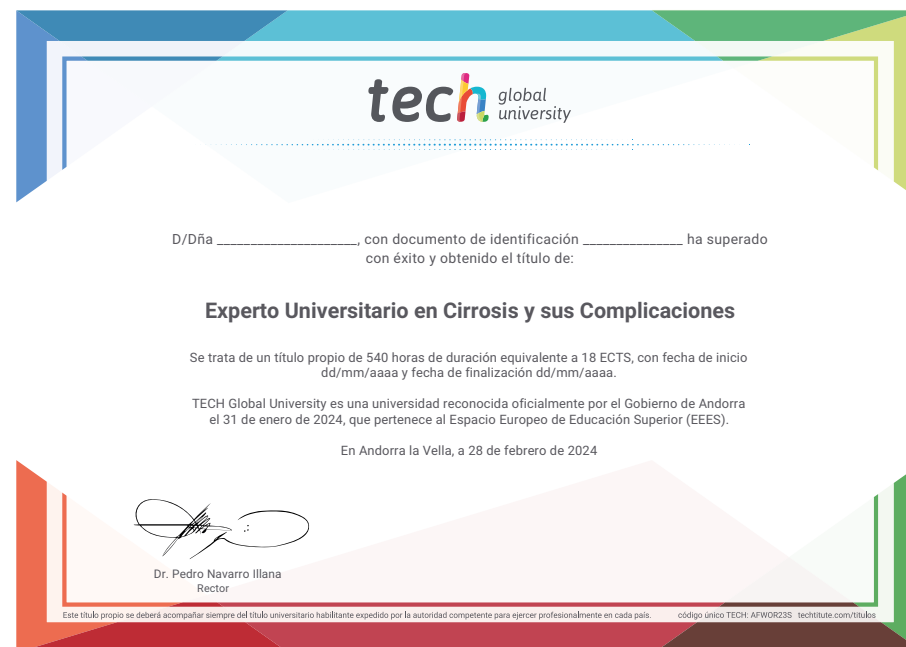 tech global university
D/Dña _____________________, con documento de identificación _______________ ha superado
con éxito y obtenido el título de:
Experto Universitario en Cirrosis y sus Complicaciones
Se trata de un título propio de 540 horas de duración equivalente a 18 ECTS, con fecha de inicio
dd/mm/aaaa y fecha de finalización dd/mm/aaaa.
TECH Global University es una universidad reconocida oficialmente por el Gobierno de Andorra
el 31 de enero de 2024, que pertenece al Espacio Europeo de Educación Superior (EEES).
En Andorra la Vella, a 28 de febrero de 2024
Dr. Pedro Navarro Illana
Rector
Este título propio se deberá acompañar siempre del título universitario habilitante expedido por la autoridad competente para ejercer profesionalmente en cada país. código único TECH: AFWOR23S techtitute.com/titulos